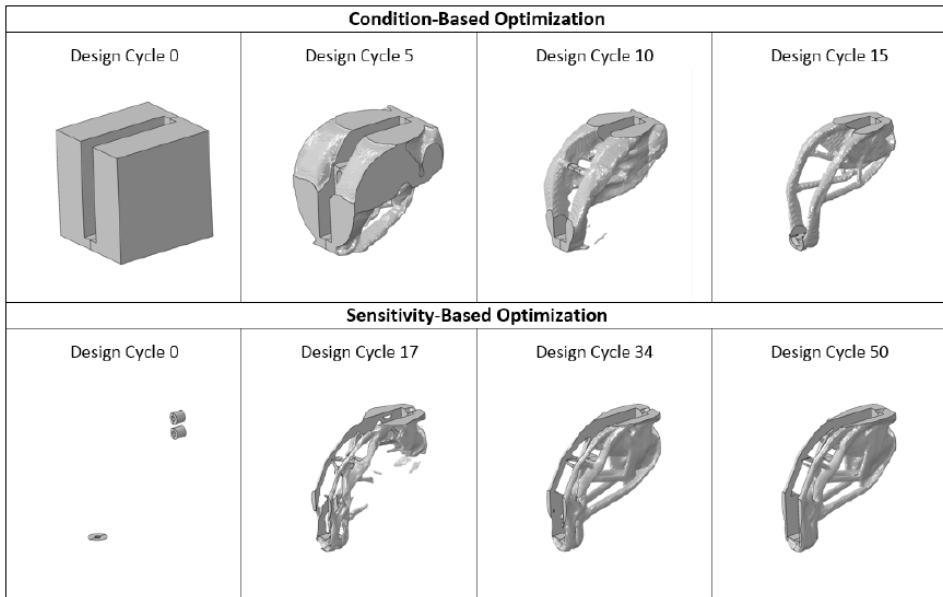 Condition-Based Optimization
Design Cycle 0
Design Cycle 5
Design Cycle 10
Design Cycle 15
Sensitivity-Based Optimization
Design Cycle 0
Design Cycle 17
Design Cycle 34
Design Cycle 50